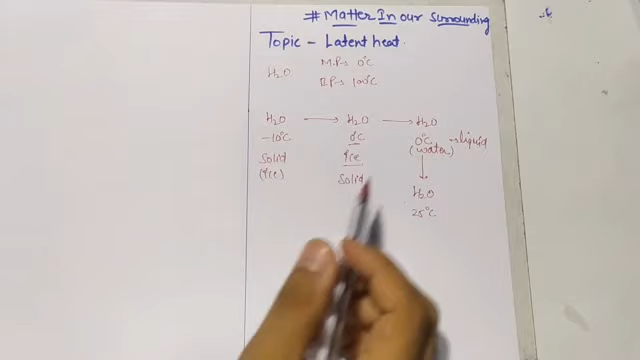 # Matter In our Surrounding
Topic - Latent heat.
H₂O M.P→ 0°C
B.P→ 100°C
H₂O → H₂O → H₂O
-10°C 0°C 0°C → liquid
Solid Ice (water)
(Ice) Solid
H₂O
25°C